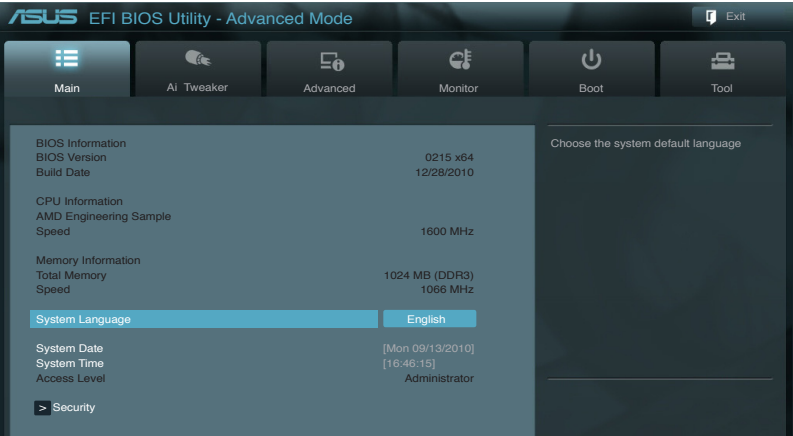 ASUS EFI BIOS Utility - Advanced Mode
Exit
Main
Ai Tweaker
Advanced
Monitor
Boot
Tool
BIOS Information
BIOS Version 0215 x64
Build Date 12/28/2010
CPU Information
AMD Engineering Sample
Speed 1600 MHz
Memory Information
Total Memory 1024 MB (DDR3)
Speed 1066 MHz
System Language English
System Date [Mon 09/13/2010]
System Time [16:46:15]
Access Level Administrator
> Security
Choose the system default language